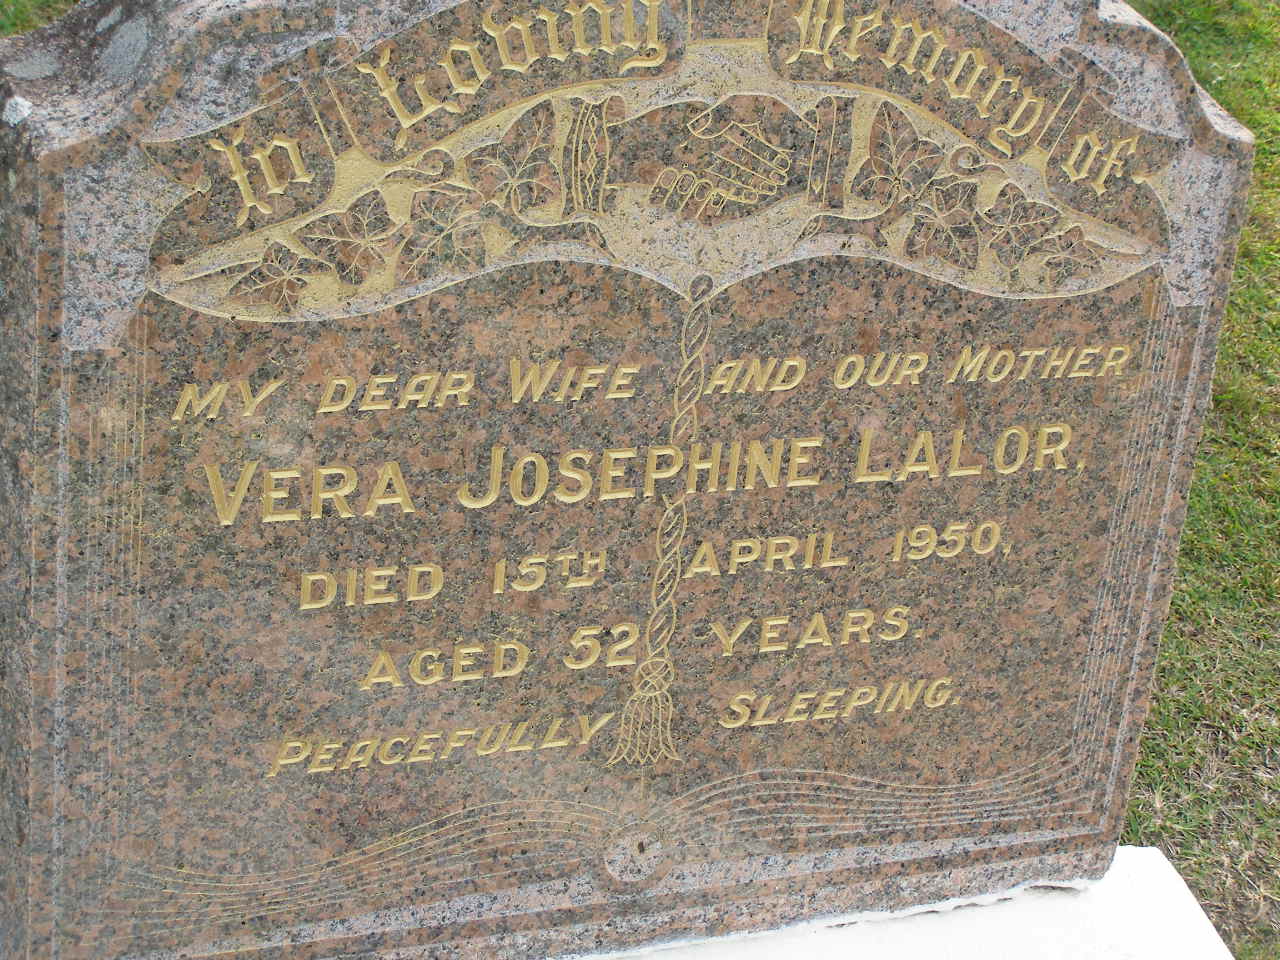 In Loving Memory of
MY DEAR WIFE AND OUR MOTHER
VERA JOSEPHINE LALOR,
DIED 15TH APRIL 1950,
AGED 52 YEARS.
PEACEFULLY SLEEPING.